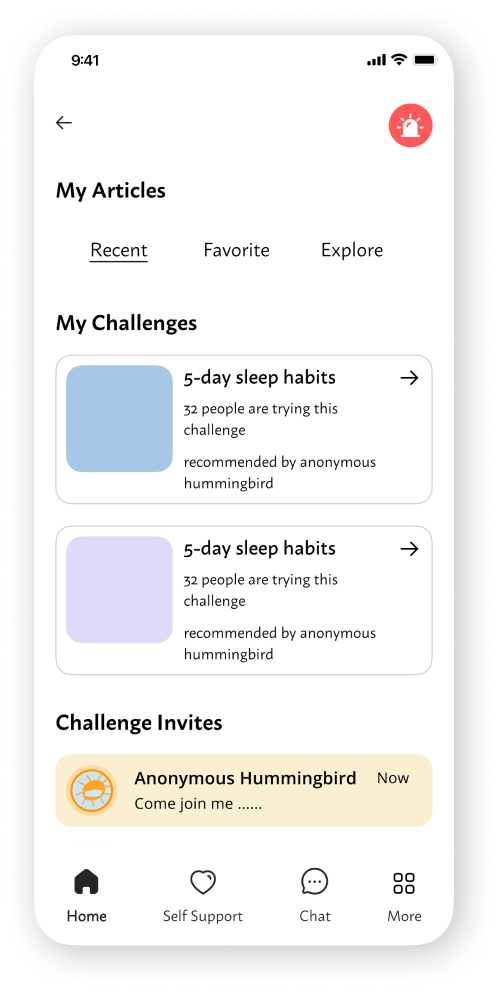 9:41
My Articles
Recent Favorite Explore
My Challenges
5-day sleep habits
32 people are trying this
challenge
recommended by anonymous
hummingbird
5-day sleep habits
32 people are trying this
challenge
recommended by anonymous
hummingbird
Challenge Invites
Anonymous Hummingbird Now
Come join me ......
Home Self Support Chat More